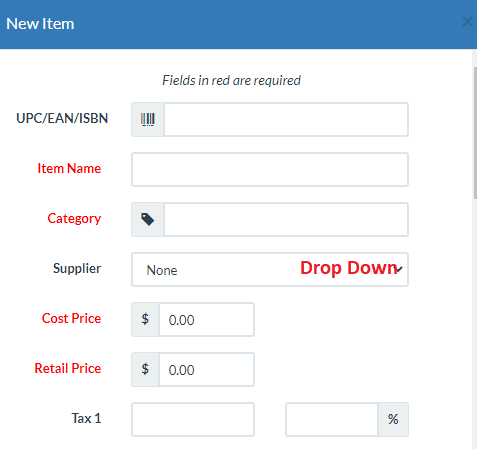 New Item ×
Fields in red are required
UPC/EAN/ISBN
Item Name
Category
Supplier None Drop Down
Cost Price $ 0.00
Retail Price $ 0.00
Tax 1 %